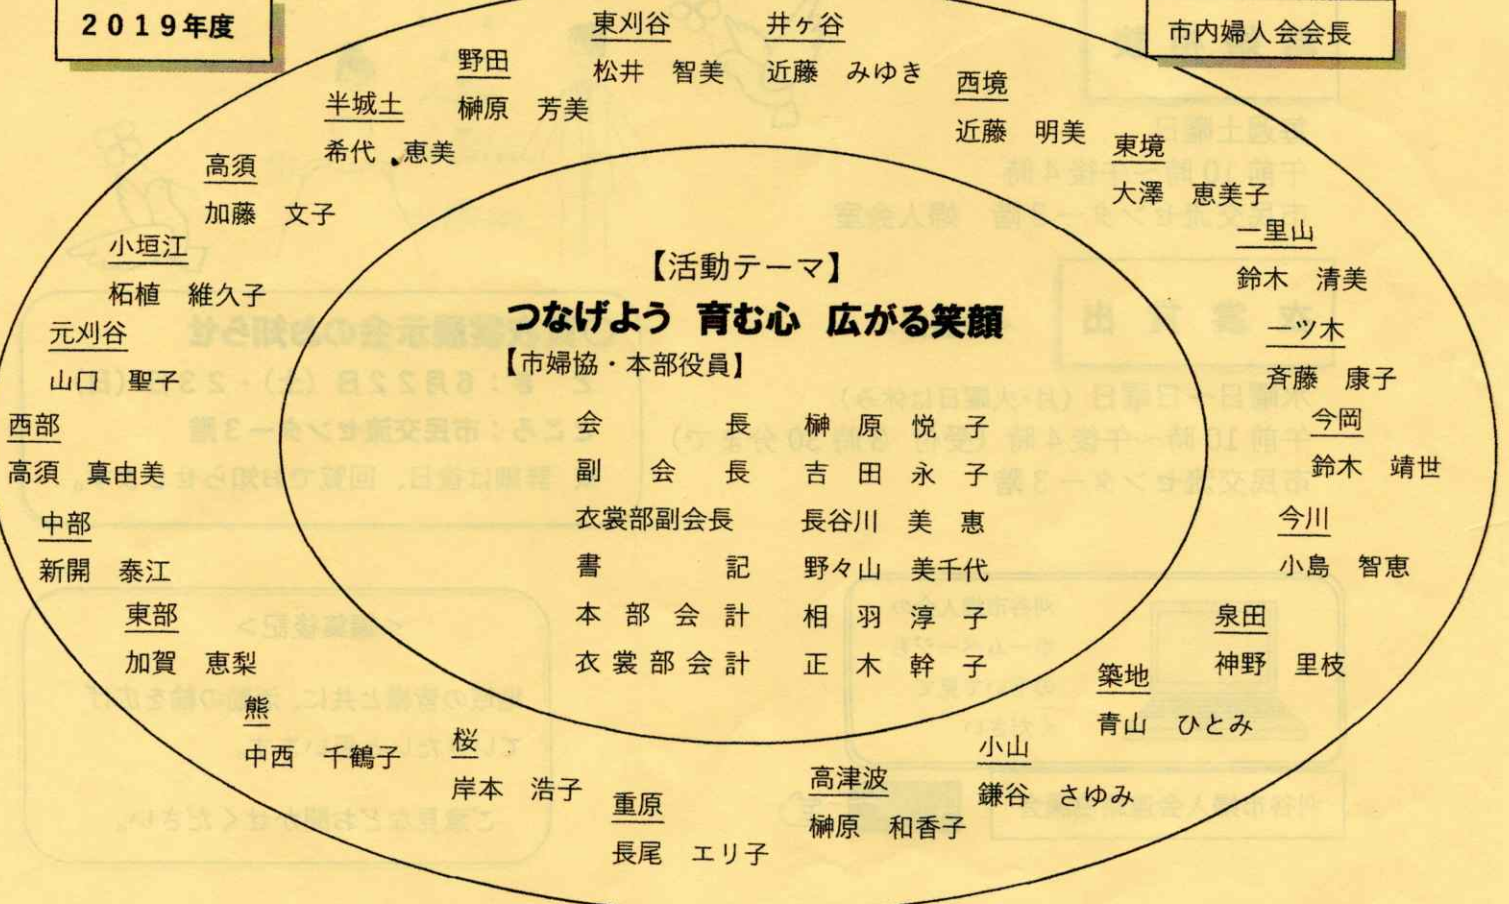 ２０１９年度
市内婦人会会長
東刈谷
松井　智美
井ヶ谷
近藤　みゆき
西境
近藤　明美
東境
大澤　恵美子
一里山
鈴木　清美
一ツ木
斉藤　康子
今岡
鈴木　靖世
今川
小島　智恵
泉田
神野　里枝
築地
青山　ひとみ
小山
鎌谷　さゆみ
高津波
榊原　和香子
重原
長尾　エリ子
桜
岸本　浩子
熊
中西　千鶴子
東部
加賀　恵梨
中部
新開　泰江
西部
高須　真由美
元刈谷
山口　聖子
小垣江
柘植　維久子
高須
加藤　文子
半城土
希代　恵美
野田
榊原　芳美
【活動テーマ】
つなげよう　育む心　広がる笑顔
【市婦協・本部役員】
会長　榊原悦子
副会長　吉田永子
衣裳部副会長　長谷川美惠
書記　野々山美千代
本部会計　相羽淳子
衣裳部会計　正木幹子